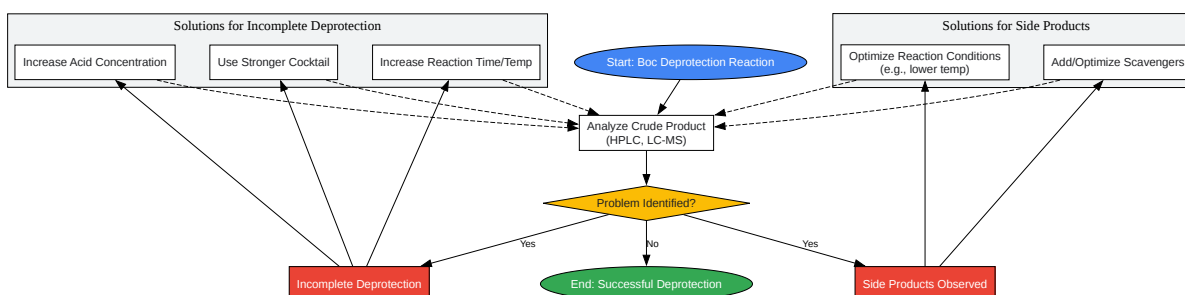 Solutions for Incomplete Deprotection
Increase Acid Concentration
Use Stronger Cocktail
Increase Reaction Time/Temp
Start: Boc Deprotection Reaction
Solutions for Side Products
Optimize Reaction Conditions
(e.g., lower temp)
Add/Optimize Scavengers
Analyze Crude Product
(HPLC, LC-MS)
Problem Identified?
Yes
No
Yes
Incomplete Deprotection
End: Successful Deprotection
Side Products Observed